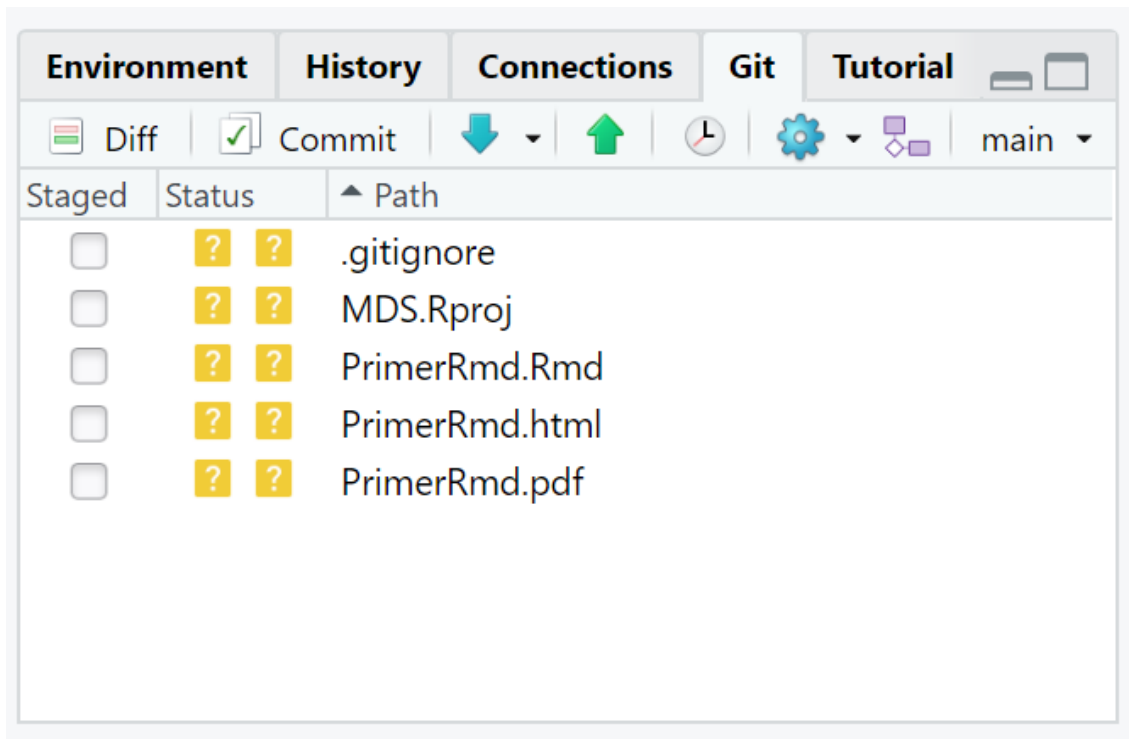 Environment History Connections Git Tutorial
Diff Commit main
Staged Status Path
? ? .gitignore
? ? MDS.Rproj
? ? PrimerRmd.Rmd
? ? PrimerRmd.html
? ? PrimerRmd.pdf